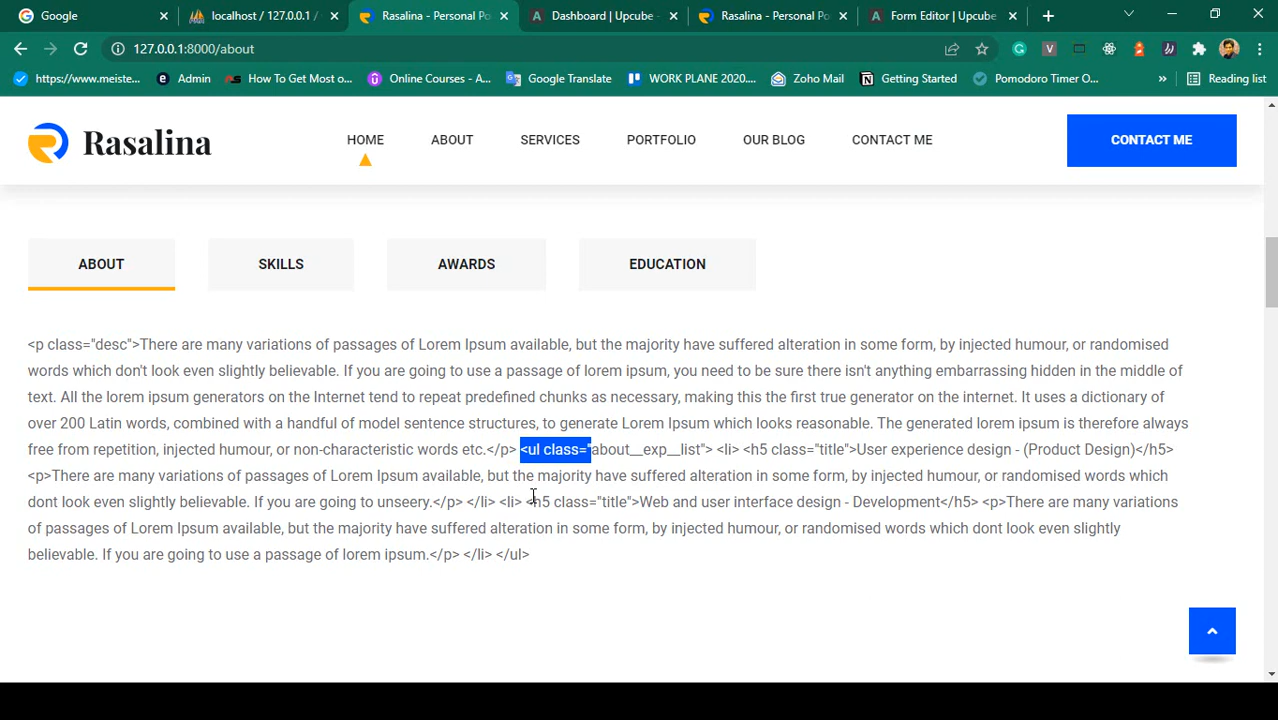 Google
localhost / 127.0.0.1 /
Rasalina - Personal Po
Dashboard | Upcube -
Rasalina - Personal Po
Form Editor | Upcube
127.0.0.1:8000/about
https://www.meiste...
Admin
How To Get Most o...
Online Courses - A...
Google Translate
WORK PLANE 2020....
Zoho Mail
Getting Started
Pomodoro Timer O...
»
Reading list
Rasalina
HOME
ABOUT
SERVICES
PORTFOLIO
OUR BLOG
CONTACT ME
CONTACT ME
ABOUT
SKILLS
AWARDS
EDUCATION
<p class="desc">There are many variations of passages of Lorem Ipsum available, but the majority have suffered alteration in some form, by injected humour, or randomised
words which don't look even slightly believable. If you are going to use a passage of lorem ipsum, you need to be sure there isn't anything embarrassing hidden in the middle of
text. All the lorem ipsum generators on the Internet tend to repeat predefined chunks as necessary, making this the first true generator on the internet. It uses a dictionary of
over 200 Latin words, combined with a handful of model sentence structures, to generate Lorem Ipsum which looks reasonable. The generated lorem ipsum is therefore always
free from repetition, injected humour, or non-characteristic words etc.</p> <ul class="about__exp__list"> <li> <h5 class="title">User experience design - (Product Design)</h5>
<p>There are many variations of passages of Lorem Ipsum available, but the majority have suffered alteration in some form, by injected humour, or randomised words which
dont look even slightly believable. If you are going to unseery.</p> </li> <li> <h5 class="title">Web and user interface design - Development</h5> <p>There are many variations
of passages of Lorem Ipsum available, but the majority have suffered alteration in some form, by injected humour, or randomised words which dont look even slightly
believable. If you are going to use a passage of lorem ipsum.</p> </li> </ul>